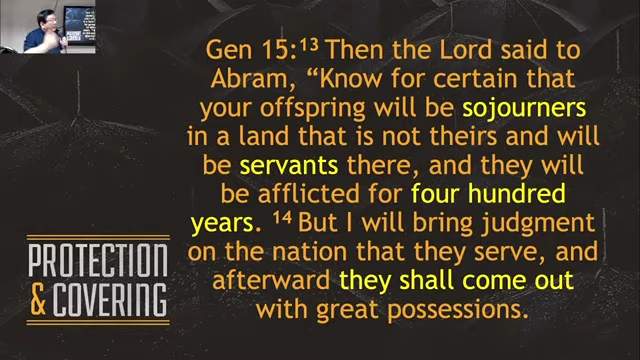 Gen 15:13 Then the Lord said to
Abram, “Know for certain that
your offspring will be sojourners
in a land that is not theirs and will
be servants there, and they will
be afflicted for four hundred
years. 14 But I will bring judgment
on the nation that they serve, and
afterward they shall come out
with great possessions.
PROTECTION
& COVERING